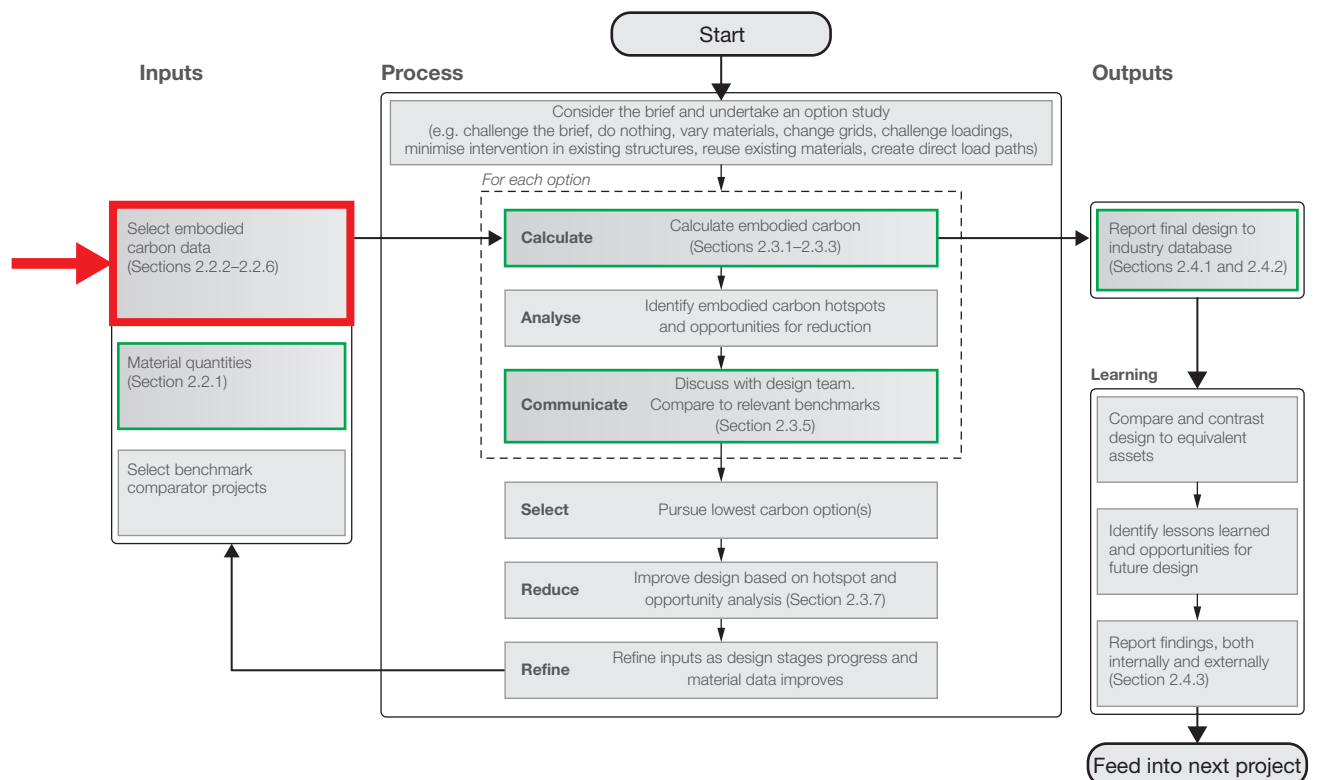 Start
Inputs
Process
Outputs
Consider the brief and undertake an option study
(e.g. challenge the brief, do nothing, vary materials, change grids, challenge loadings,
minimise intervention in existing structures, reuse existing materials, create direct load paths)
For each option
Select embodied
carbon data
(Sections 2.2.2–2.2.6)
Material quantities
(Section 2.2.1)
Select benchmark
comparator projects
Calculate
Calculate embodied carbon
(Sections 2.3.1–2.3.3)
Analyse
Identify embodied carbon hotspots
and opportunities for reduction
Communicate
Discuss with design team.
Compare to relevant benchmarks
(Section 2.3.5)
Select
Pursue lowest carbon option(s)
Reduce
Improve design based on hotspot and
opportunity analysis (Section 2.3.7)
Refine
Refine inputs as design stages progress and
material data improves
Report final design to
industry database
(Sections 2.4.1 and 2.4.2)
Learning
Compare and contrast
design to equivalent
assets
Identify lessons learned
and opportunities for
future design
Report findings, both
internally and externally
(Section 2.4.3)
Feed into next project